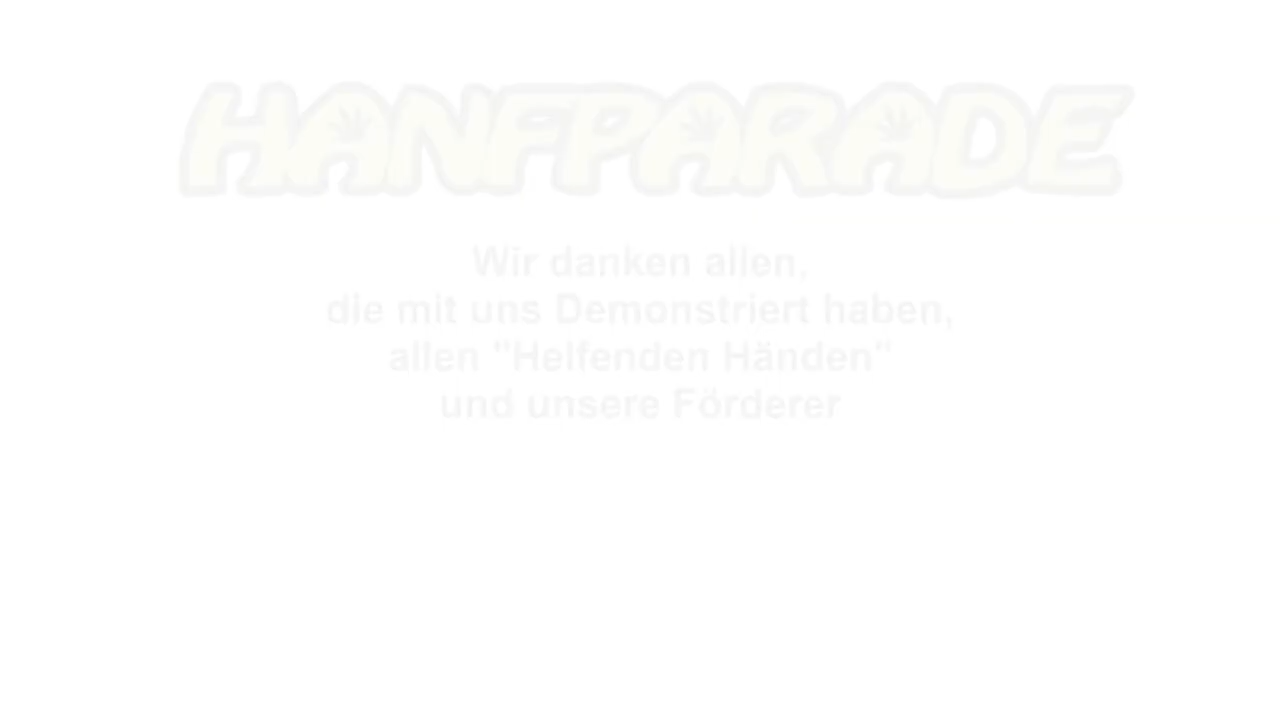 HANFPARADE
Wir danken allen,
die mit uns Demonstriert haben,
allen "Helfenden Händen"
und unsere Förderer